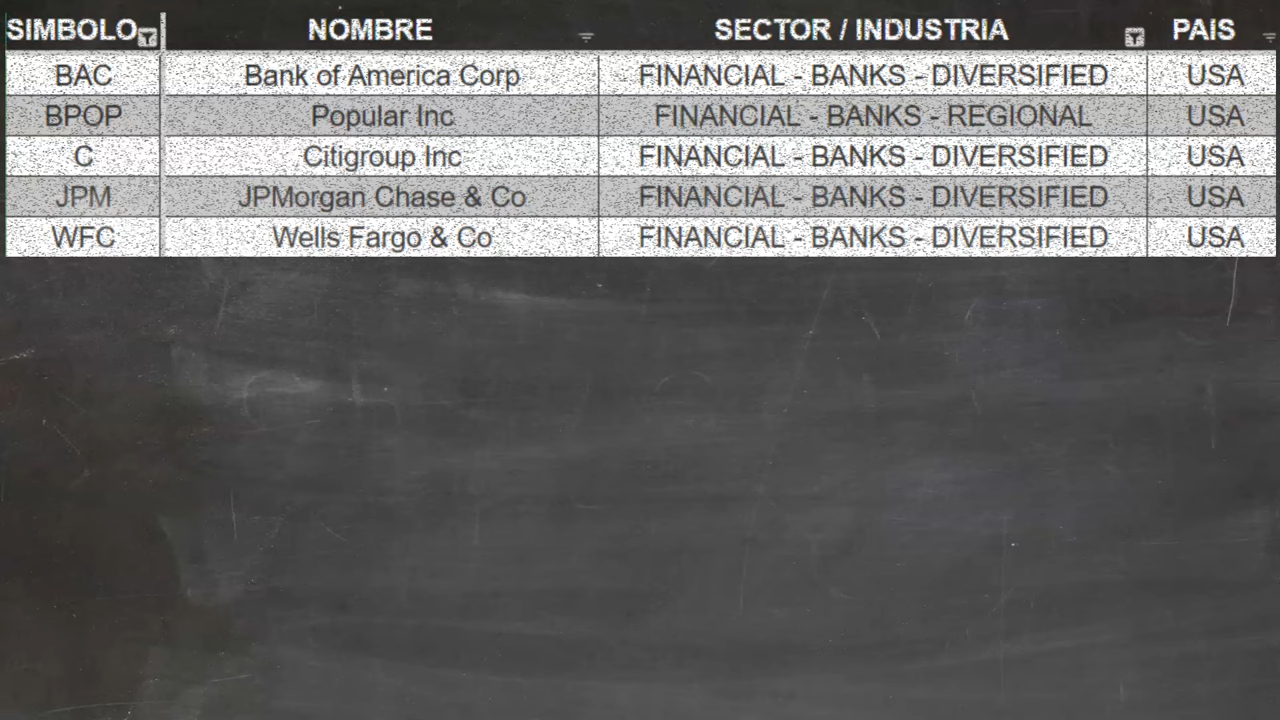 SIMBOLO NOMBRE SECTOR / INDUSTRIA PAIS
BAC Bank of America Corp FINANCIAL - BANKS - DIVERSIFIED USA
BPOP Popular Inc FINANCIAL - BANKS - REGIONAL USA
C Citigroup Inc FINANCIAL - BANKS - DIVERSIFIED USA
JPM JPMorgan Chase & Co FINANCIAL - BANKS - DIVERSIFIED USA
WFC Wells Fargo & Co FINANCIAL - BANKS - DIVERSIFIED USA